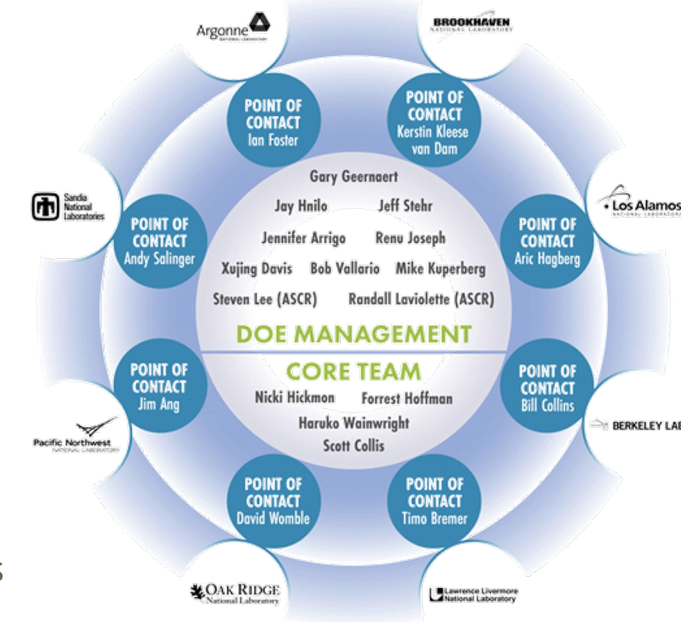 Argonne
NATIONAL LABORATORY
BROOKHAVEN
NATIONAL LABORATORY
POINT OF
CONTACT
Ian Foster
POINT OF
CONTACT
Kerstin Kleese
van Dam
Sandia
National
Laboratories
Los Alamos
NATIONAL LABORATORY
POINT OF
CONTACT
Andy Salinger
POINT OF
CONTACT
Aric Hagberg
Gary Geernaert
Jay Hnilo Jeff Stehr
Jennifer Arrigo Renu Joseph
Xujing Davis Bob Vallario Mike Kuperberg
Steven Lee (ASCR) Randall Laviolette (ASCR)
DOE MANAGEMENT
CORE TEAM
Nicki Hickmon Forrest Hoffman
Haruko Wainwright
Scott Collis
POINT OF
CONTACT
Jim Ang
POINT OF
CONTACT
Bill Collins
Pacific Northwest
NATIONAL LABORATORY
BERKELEY LAB
POINT OF
CONTACT
David Womble
POINT OF
CONTACT
Timo Bremer
s
OAK RIDGE
National Laboratory
Lawrence Livermore
National Laboratory